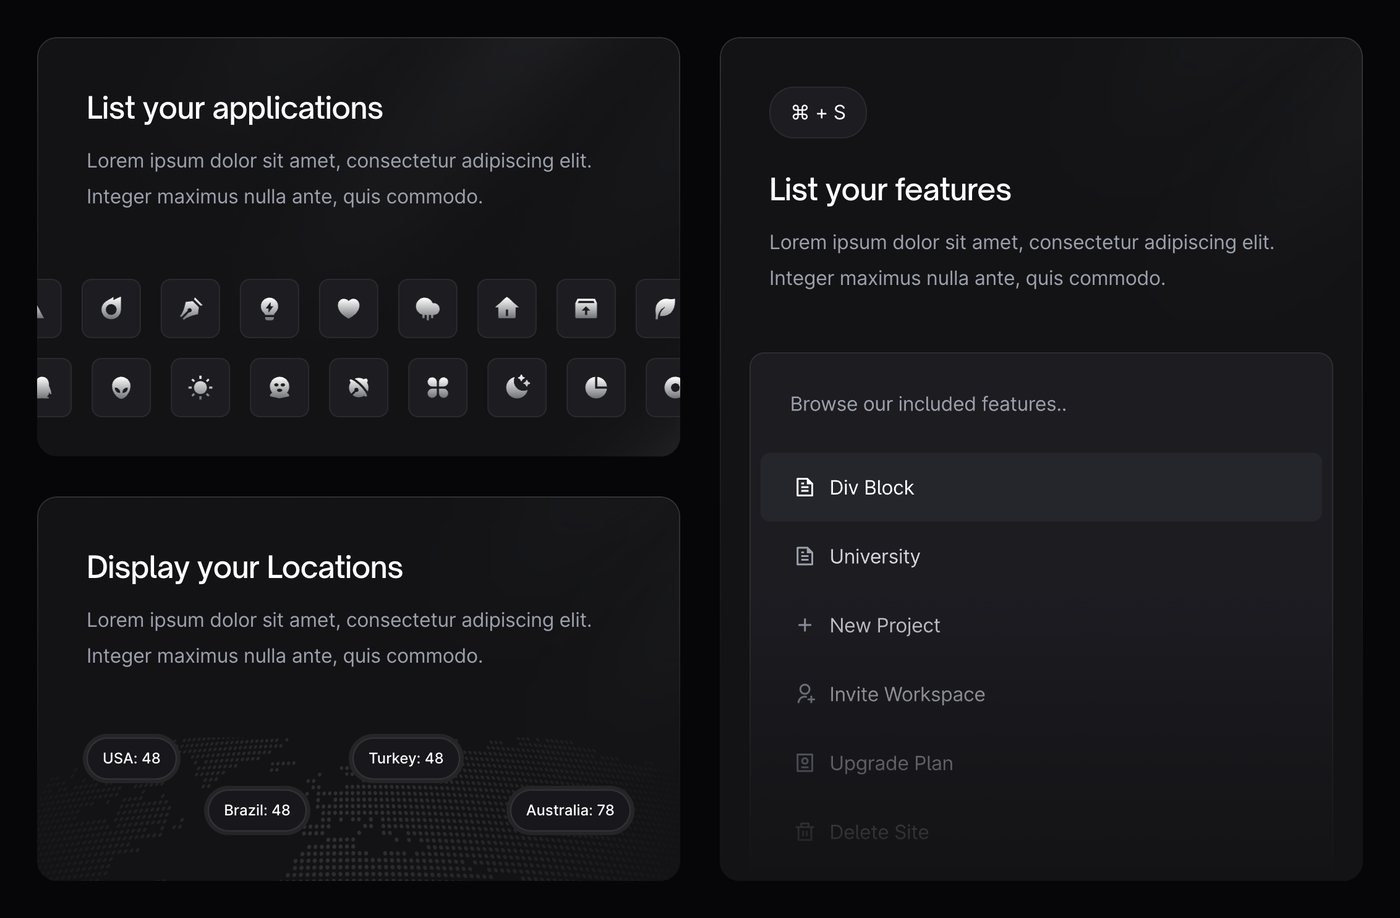 List your applications
Lorem ipsum dolor sit amet, consectetur adipiscing elit.
Integer maximus nulla ante, quis commodo.
Display your Locations
Lorem ipsum dolor sit amet, consectetur adipiscing elit.
Integer maximus nulla ante, quis commodo.
USA: 48
Turkey: 48
Brazil: 48
Australia: 78
⌘ + S
List your features
Lorem ipsum dolor sit amet, consectetur adipiscing elit.
Integer maximus nulla ante, quis commodo.
Browse our included features..
Div Block
University
New Project
Invite Workspace
Upgrade Plan
Delete Site